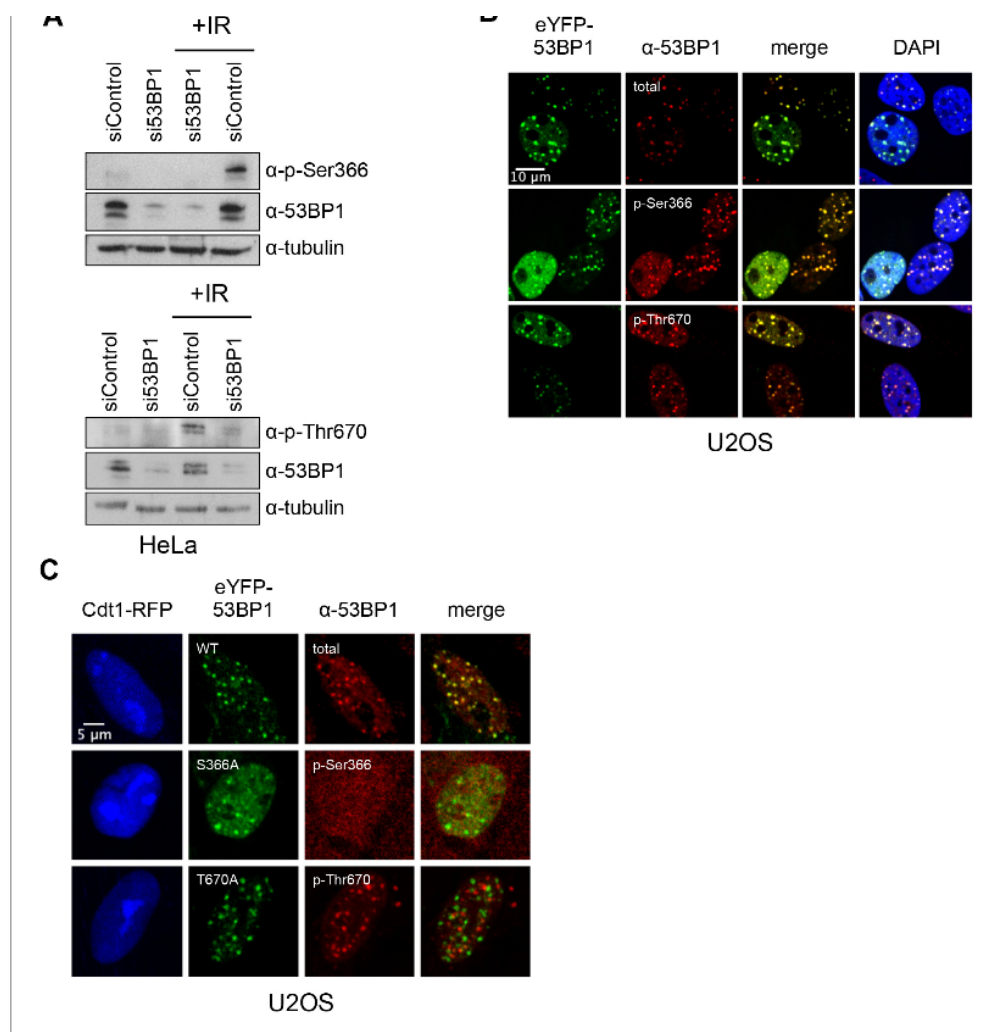 A
+IR
siControl
si53BP1
si53BP1
siControl
α-p-Ser366
α-53BP1
α-tubulin
+IR
siControl
si53BP1
siControl
si53BP1
α-p-Thr670
α-53BP1
α-tubulin
HeLa
eYFP-
53BP1 α-53BP1 merge DAPI
total
10 µm
p-Ser366
p-Thr670
U2OS
C
Cdt1-RFP eYFP-
53BP1 α-53BP1 merge
WT total
5 µm
S366A p-Ser366
T670A p-Thr670
U2OS